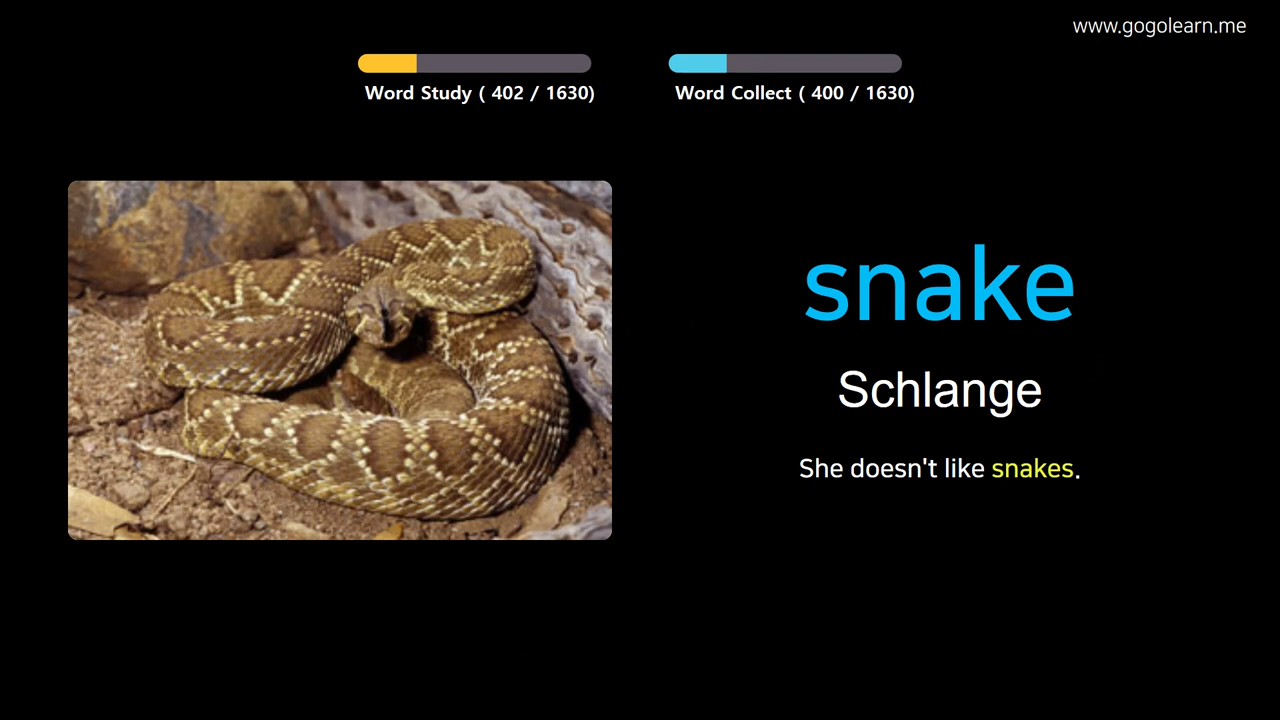 www.gogolearn.me
Word Study ( 402 / 1630)
Word Collect ( 400 / 1630)
snake
Schlange
She doesn't like snakes.